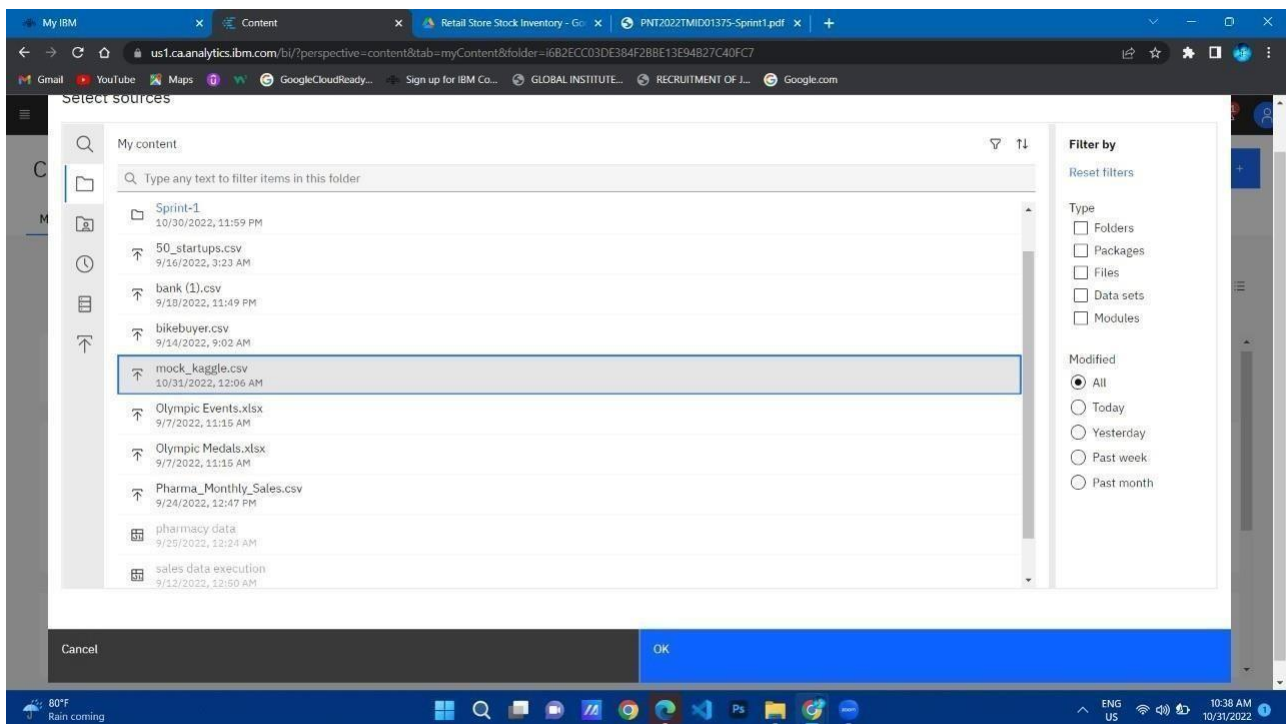 My IBM
Content
Retail Store Stock Inventory - Go
PNT2022TMID01375-Sprint1.pdf
us1.ca.analytics.ibm.com/bi/?perspective=content&tab=myContent&folder=i6B2ECC03DE384F2B8E13E94B27C40FC7
Gmail YouTube Maps GoogleCloudReady... Sign up for IBM Co... GLOBAL INSTITUTE... RECRUITMENT OF J... Google.com
Select sources
My content
Type any text to filter items in this folder
Sprint-1
10/30/2022, 11:59 PM
50_startups.csv
9/16/2022, 3:23 AM
bank (1).csv
9/18/2022, 11:49 PM
bikebuyer.csv
9/14/2022, 9:02 AM
mock_kaggle.csv
10/31/2022, 12:06 AM
Olympic Events.xlsx
9/7/2022, 11:15 AM
Olympic Medals.xlsx
9/7/2022, 11:15 AM
Pharma_Monthly_Sales.csv
9/24/2022, 12:47 PM
pharmacy data
9/25/2022, 12:24 AM
sales data execution
9/12/2022, 12:50 AM
Filter by
Reset filters
Type
Folders
Packages
Files
Data sets
Modules
Modified
All
Today
Yesterday
Past week
Past month
C
M
Cancel
OK
80°F
Rain coming
Ps
ENG
US
10:38 AM
10/31/2022
1